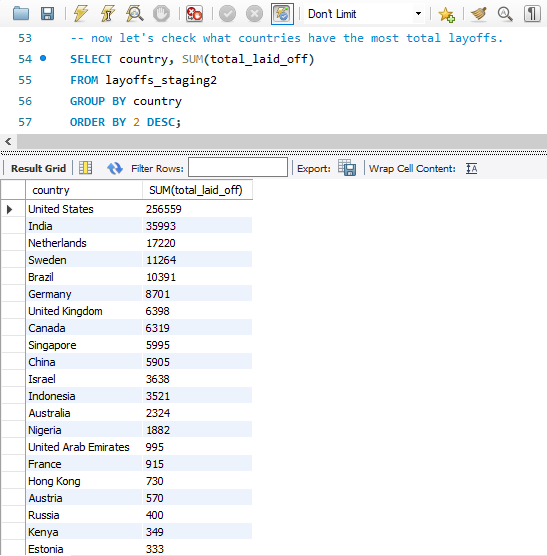 Don't Limit
53 -- now let's check what countries have the most total layoffs.
54 SELECT country, SUM(total_laid_off)
55 FROM layoffs_staging2
56 GROUP BY country
57 ORDER BY 2 DESC;
Result Grid Filter Rows: Export: Wrap Cell Content:
country SUM(total_laid_off)
United States 256559
India 35993
Netherlands 17220
Sweden 11264
Brazil 10391
Germany 8701
United Kingdom 6398
Canada 6319
Singapore 5995
China 5905
Israel 3638
Indonesia 3521
Australia 2324
Nigeria 1882
United Arab Emirates 995
France 915
Hong Kong 730
Austria 570
Russia 400
Kenya 349
Estonia 333